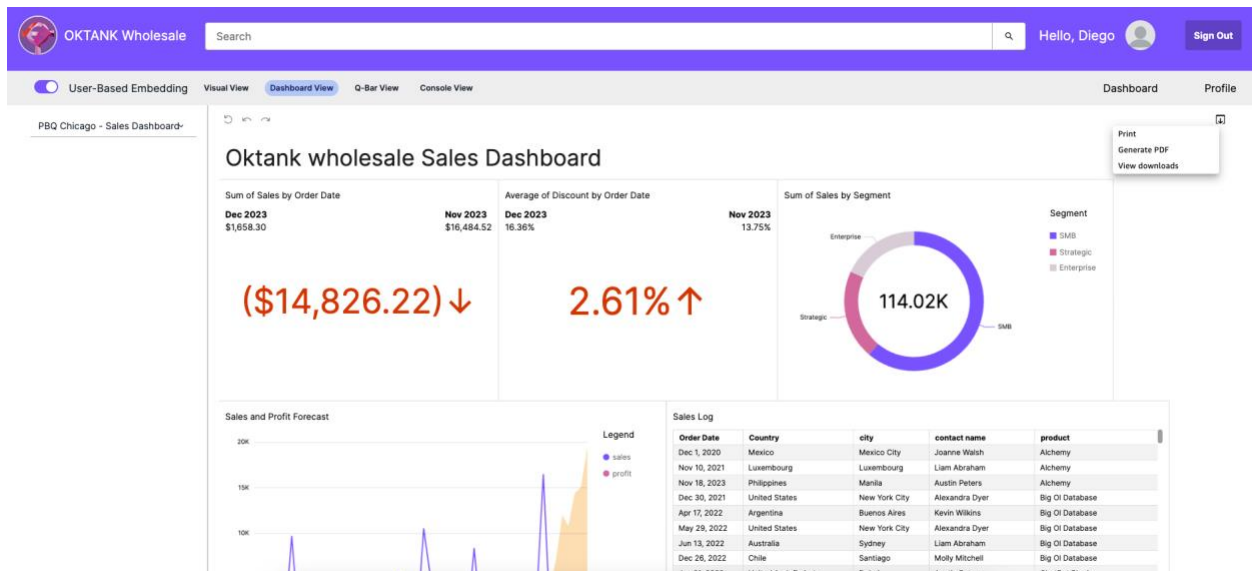 OKTANK Wholesale Search Hello, Diego Sign Out
User-Based Embedding Visual View Dashboard View Q-Bar View Console View Dashboard Profile
PBQ Chicago - Sales Dashboard
Print
Generate PDF
View downloads
Oktank wholesale Sales Dashboard
Sum of Sales by Order Date
Dec 2023 Nov 2023
$1,658.30 $16,484.52
($14,826.22)↓
Average of Discount by Order Date
Dec 2023 Nov 2023
16.36% 13.75%
2.61%↑
Sum of Sales by Segment
Enterprise
Strategic
SMB
114.02K
Segment
SMB
Strategic
Enterprise
Sales and Profit Forecast
20K
15K
10K
Legend
sales
profit
Sales Log
Order Date Country city contact name product
Dec 1, 2020 Mexico Mexico City Joanne Walsh Alchemy
Nov 10, 2021 Luxembourg Luxembourg Liam Abraham Alchemy
Nov 18, 2023 Philippines Manila Austin Peters Alchemy
Dec 30, 2021 United States New York City Alexandra Dyer Big Ol Database
Apr 17, 2022 Argentina Buenos Aires Kevin Wilkins Big Ol Database
May 29, 2022 United States New York City Alexandra Dyer Big Ol Database
Jun 13, 2022 Australia Sydney Liam Abraham Big Ol Database
Dec 26, 2022 Chile Santiago Molly Mitchell Big Ol Database